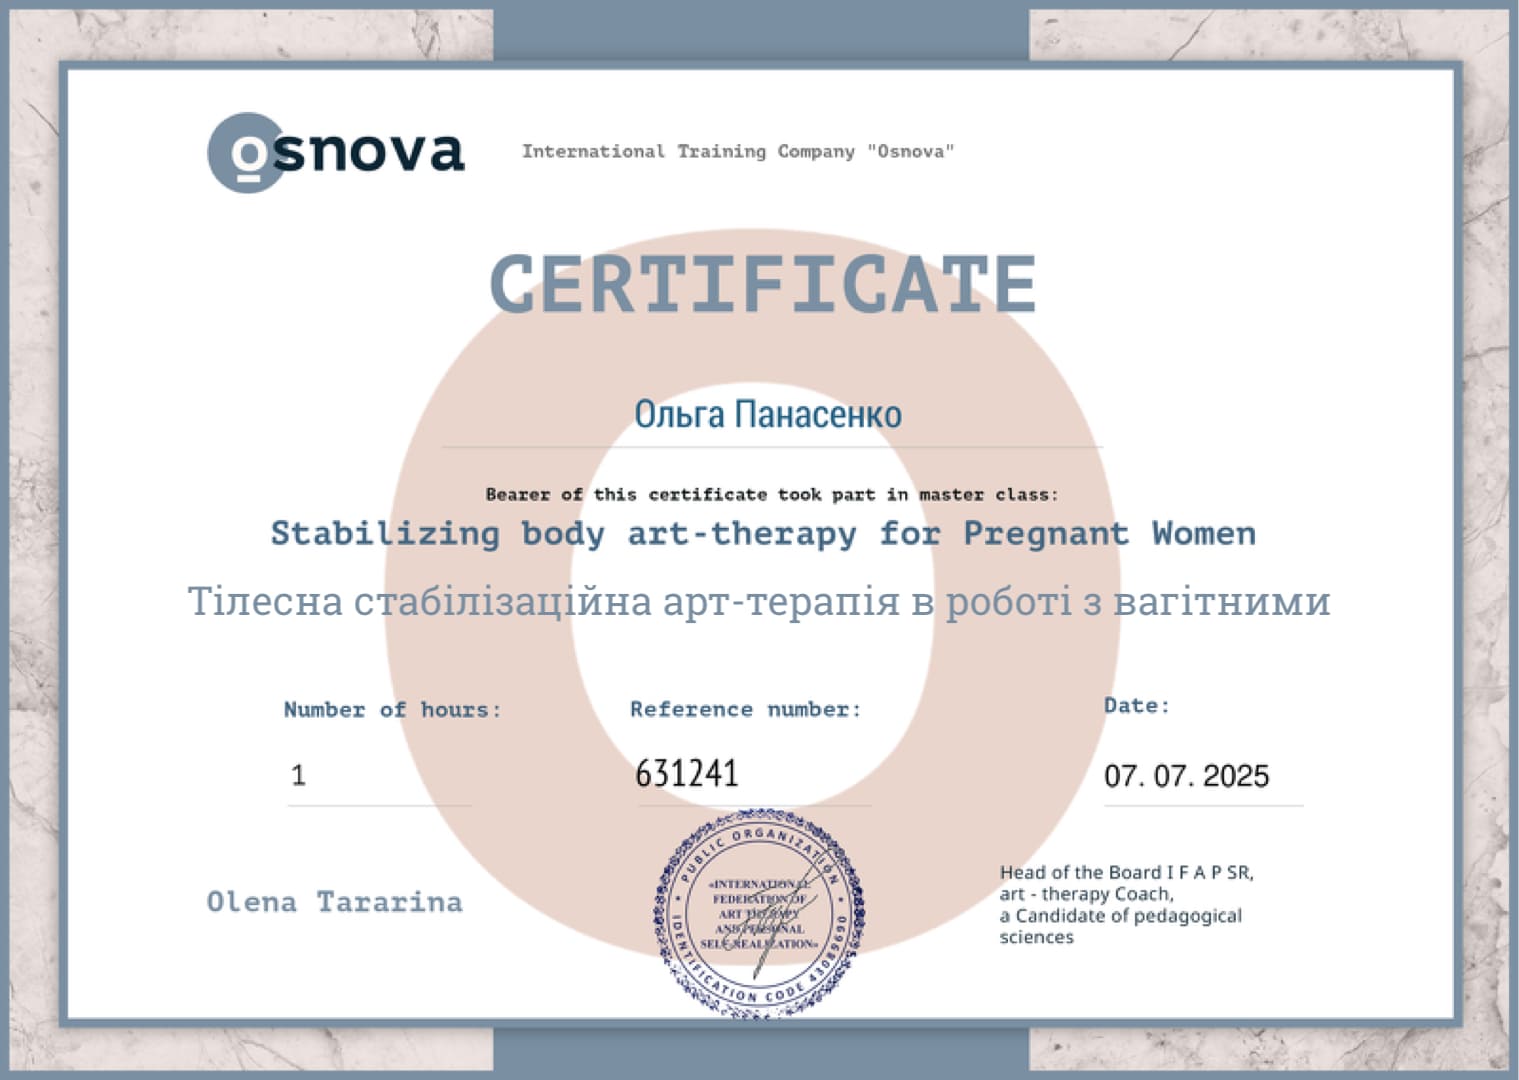 osnova
International Training Company "Osnova"
CERTIFICATE
Ольга Панасенко
Bearer of this certificate took part in master class:
Stabilizing body art-therapy for Pregnant Women
Тілесна стабілізаційна арт-терапія в роботі з вагітними
Number of hours:
Reference number:
Date:
1
631241
07. 07. 2025
Olena Tararina
PUBLIC ORGANIZATION
«INTERNATIONAL
FEDERATION OF
ART THERAPY
AND PERSONAL
SELF-REALIZATION»
IDENTIFICATION CODE 43089690
Head of the Board I F A P SR,
art - therapy Coach,
a Candidate of pedagogical
sciences